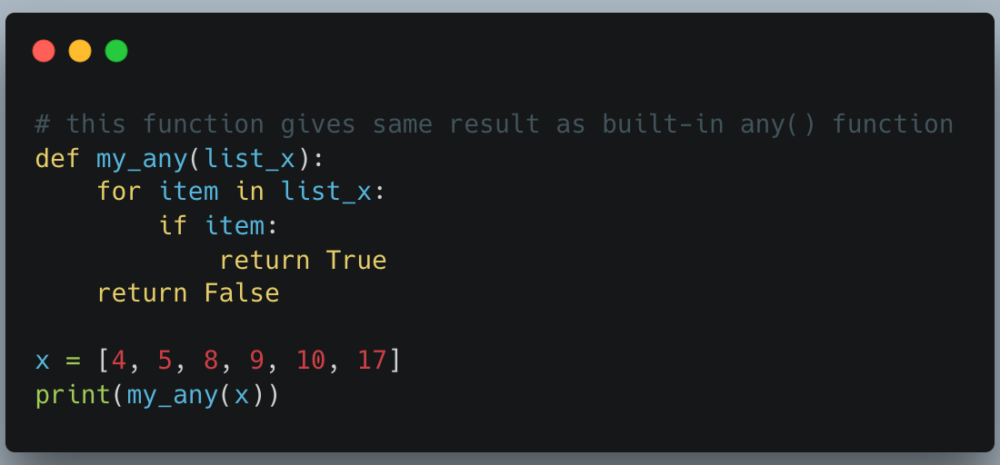 # this function gives same result as built-in any() function
def my_any(list_x):
    for item in list_x:
        if item:
            return True
    return False

x = [4, 5, 8, 9, 10, 17]
print(my_any(x))